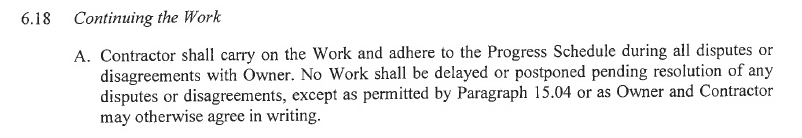 6.18 Continuing the Work
A. Contractor shall carry on the Work and adhere to the Progress Schedule during all disputes or
disagreements with Owner. No Work shall be delayed or postponed pending resolution of any
disputes or disagreements, except as permitted by Paragraph 15.04 or as Owner and Contractor
may otherwise agree in writing.